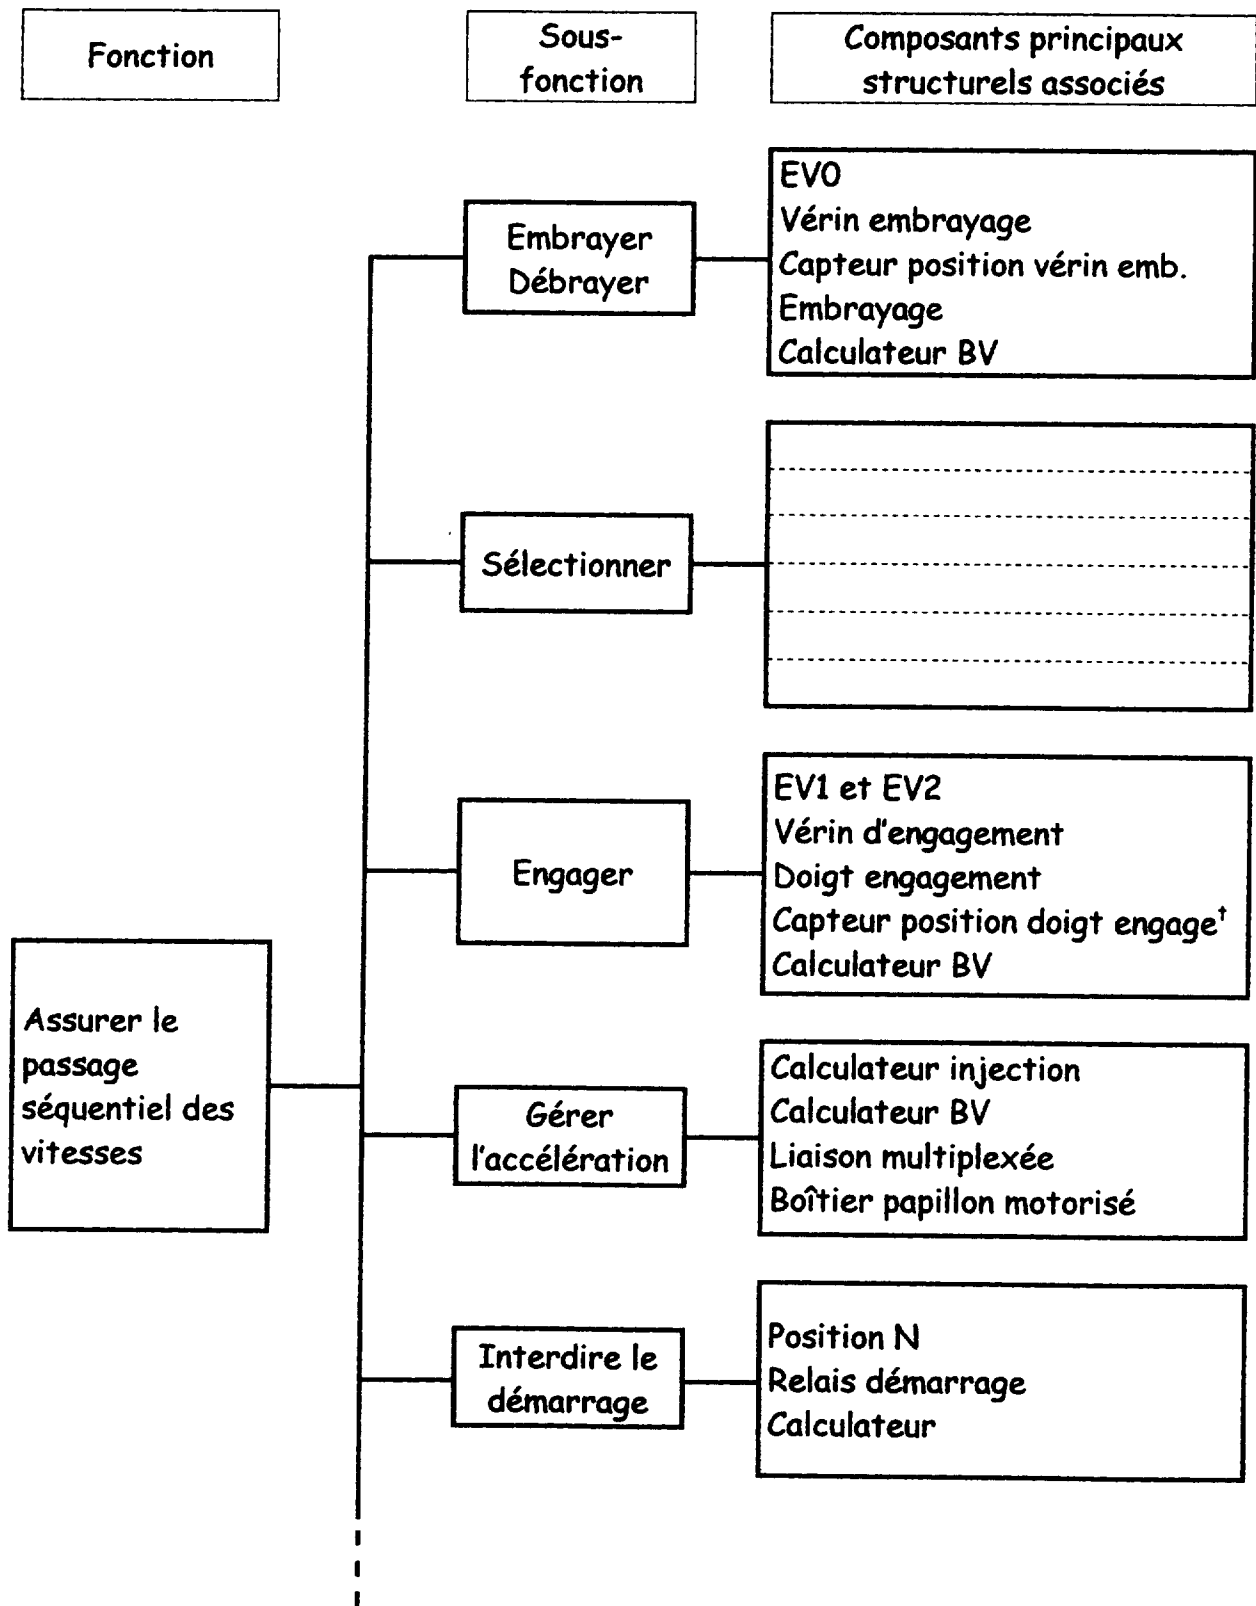 Fonction
Sous-
fonction
Composants principaux
structurels associés
Embrayer
Débrayer
EV0
Vérin embrayage
Capteur position vérin emb.
Embrayage
Calculateur BV
Sélectionner
Engager
EV1 et EV2
Vérin d'engagement
Doigt engagement
Capteur position doigt engageᵗ
Calculateur BV
Assurer le
passage
séquentiel des
vitesses
Gérer
l'accélération
Calculateur injection
Calculateur BV
Liaison multiplexée
Boîtier papillon motorisé
Interdire le
démarrage
Position N
Relais démarrage
Calculateur